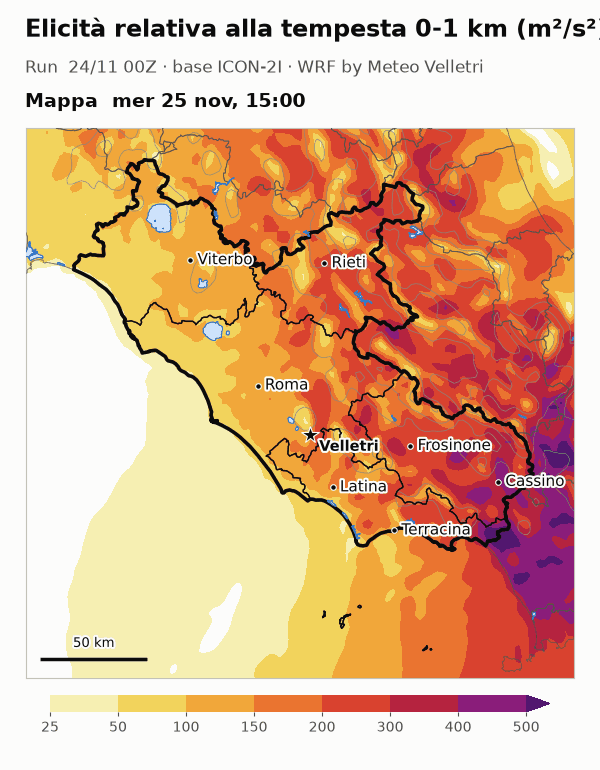 Elicità relativa alla tempesta 0-1 km (m²/s²)
Run 24/11 00Z · base ICON-2I · WRF by Meteo Velletri
Mappa mer 25 nov, 15:00
Viterbo
Rieti
Roma
Velletri
Frosinone
Cassino
Latina
Terracina
50 km
25 50 100 150 200 300 400 500